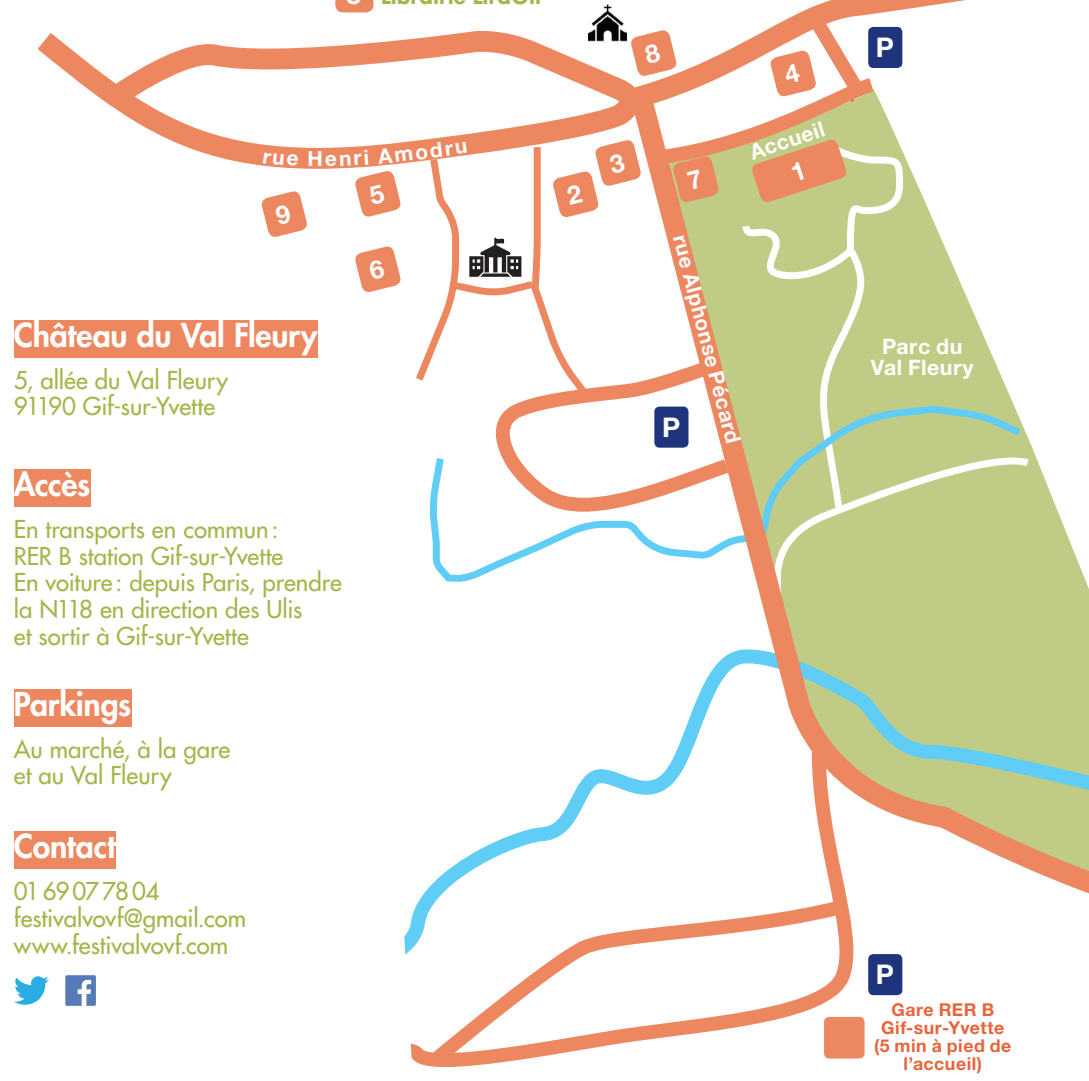 Librairie LiraGif
8
4
P
rue Henri Amodru
Accueil
1
3
2
7
5
9
6
rue Alphonse Pécard
Parc du
Val Fleury
P
Château du Val Fleury
5, allée du Val Fleury
91190 Gif-sur-Yvette
Accès
En transports en commun :
RER B station Gif-sur-Yvette
En voiture : depuis Paris, prendre
la N118 en direction des Ulis
et sortir à Gif-sur-Yvette
Parkings
Au marché, à la gare
et au Val Fleury
Contact
01 69 07 78 04
festivalvovf@gmail.com
www.festivalvovf.com
P
Gare RER B
Gif-sur-Yvette
(5 min à pied de
l'accueil)